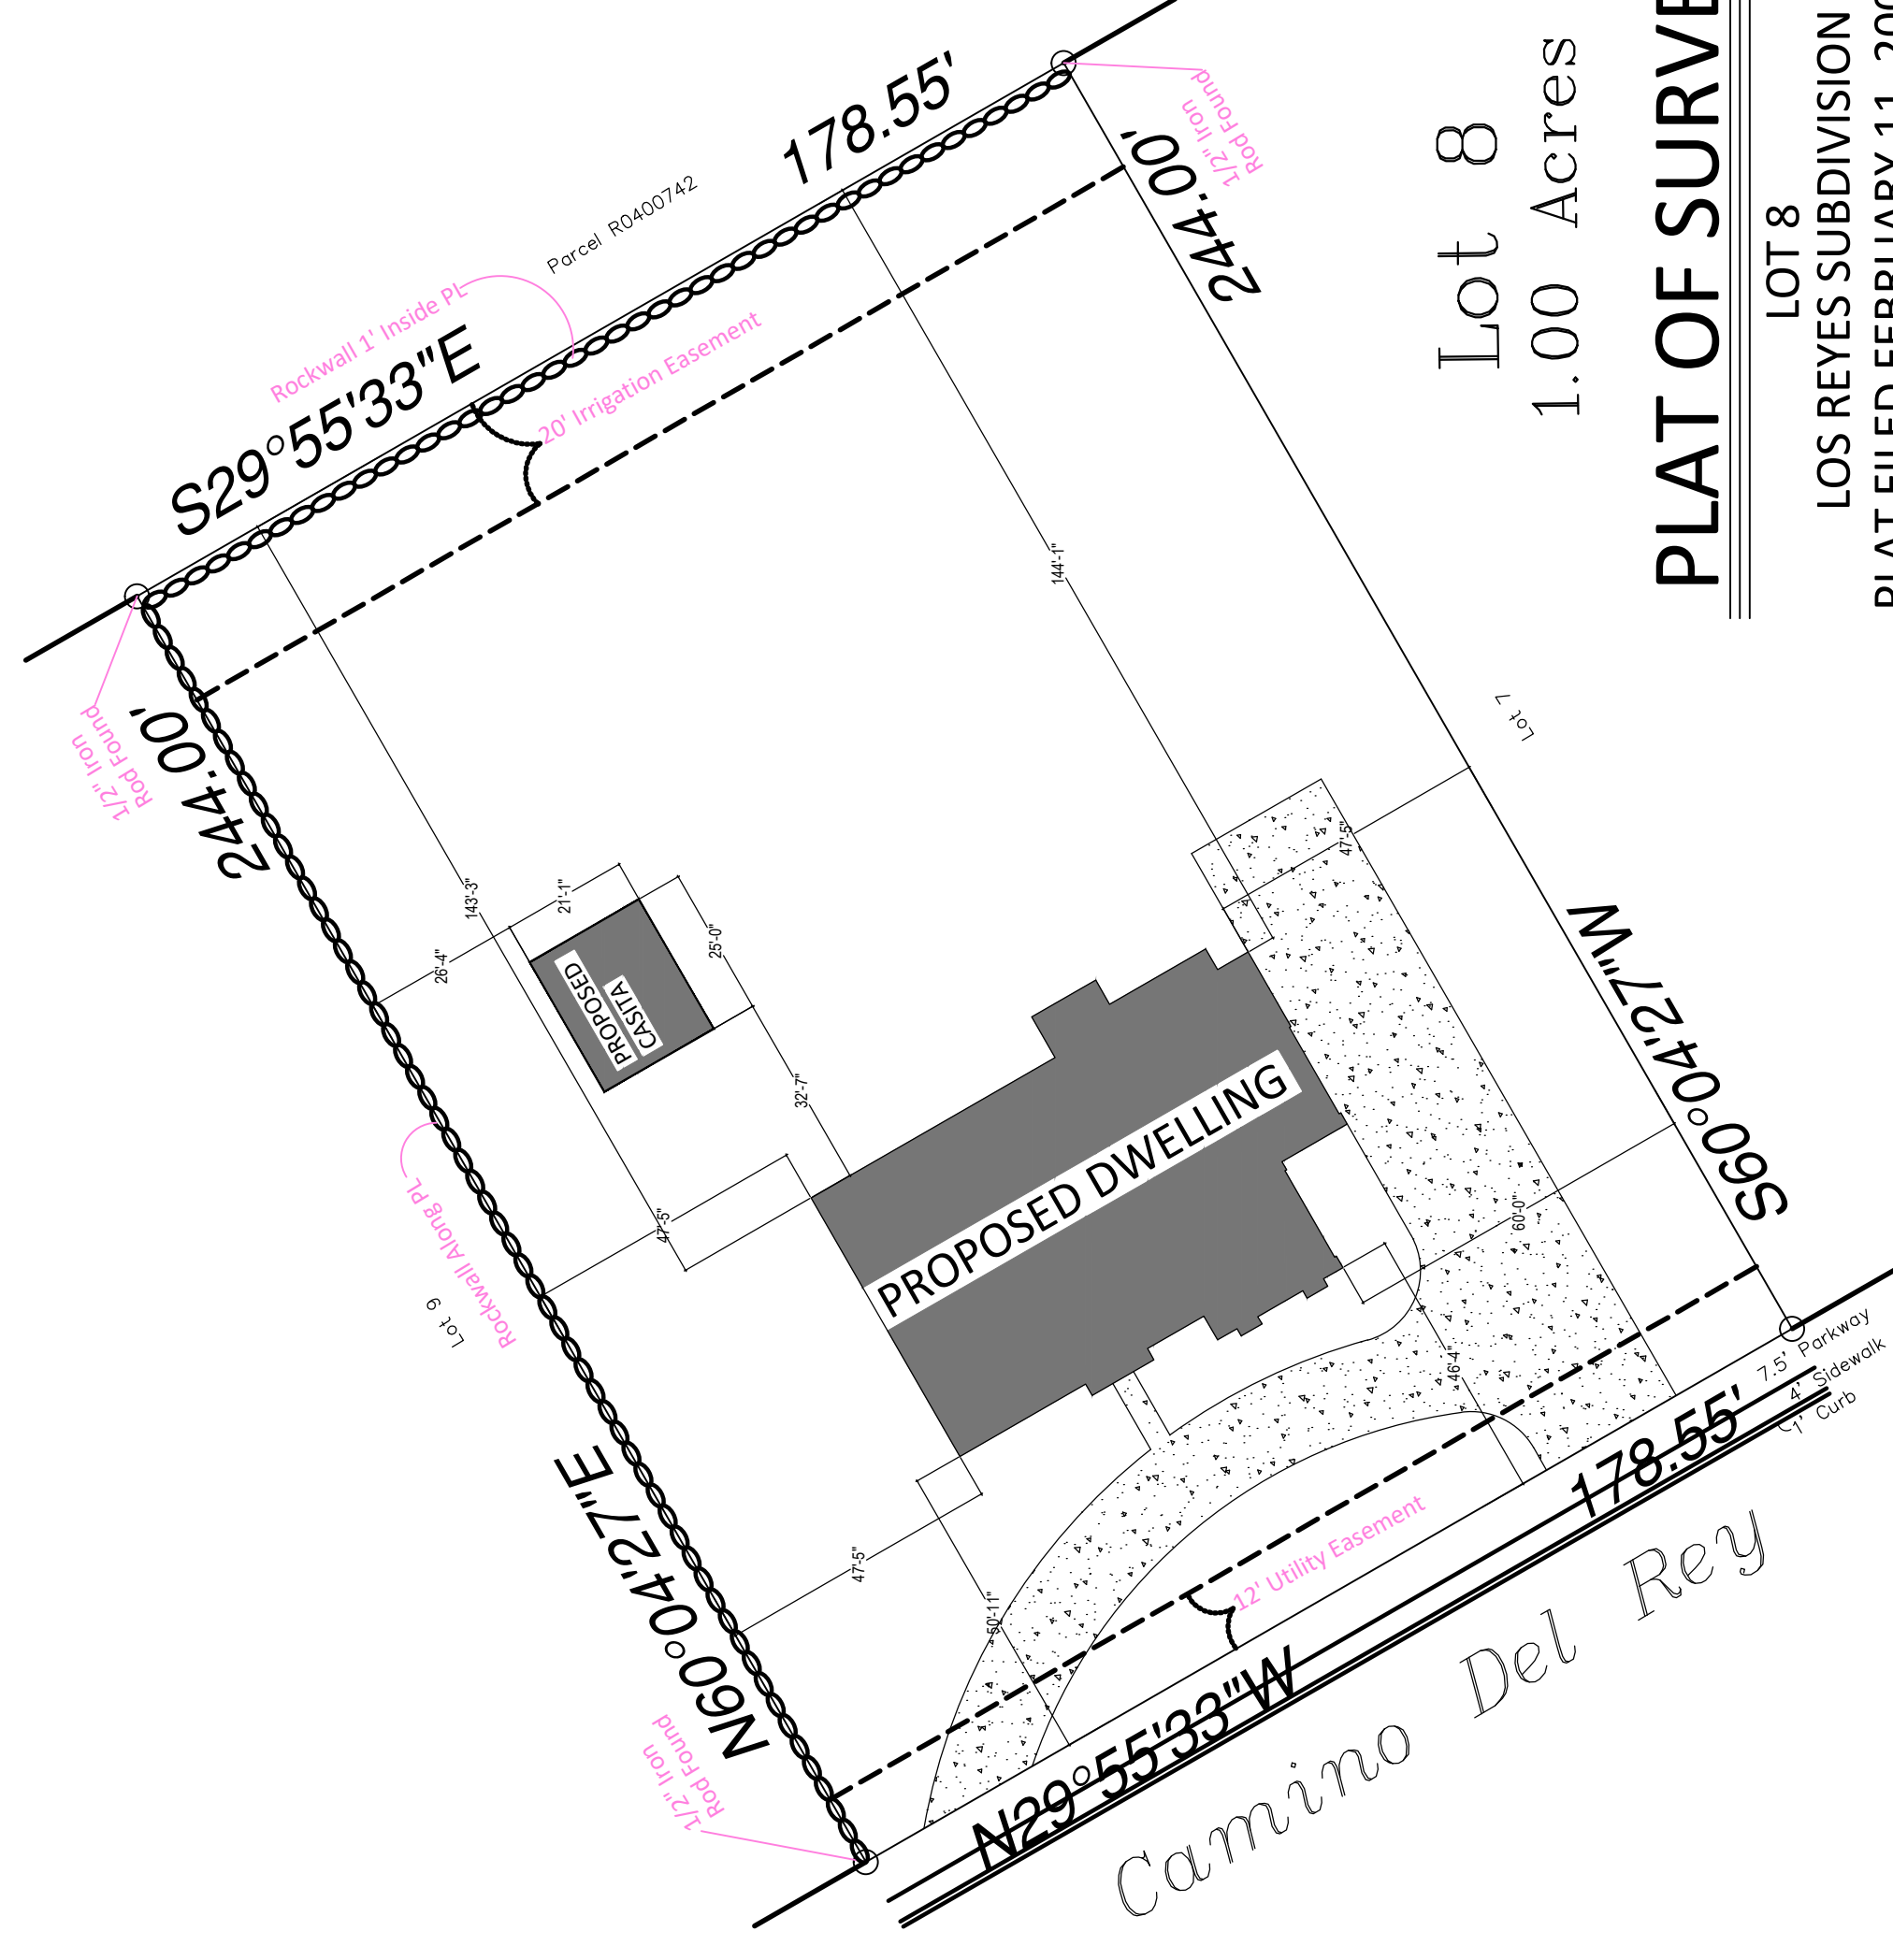 S29°55'33"E
178.55'
Parcel R0400742
Rockwall 1' Inside PL
20' Irrigation Easement
1/2" Iron
Rod Found
244.00'
S60°04'27"W
Lot 7
1/2" Iron
Rod Found
244.00'
N60°04'27"E
Rockwall Along PL
Lot 9
1/2" Iron
Rod Found
143'-3"
144'-1"
26'-4"
21'-1"
25'-0"
32'-7"
47'-5"
47'-5"
47'-5"
60'-0"
46'-4"
50'-11"
PROPOSED
CASITA
PROPOSED DWELLING
12' Utility Easement
N29°55'33"W
178.55'
7.5' Parkway
4' Sidewalk
1' Curb
Camino Del Rey
Lot 8
1.00 Acres
PLAT OF SURVE
LOT 8
LOS REYES SUBDIVISION
PLAT FILED FEBRUARY 11, 200